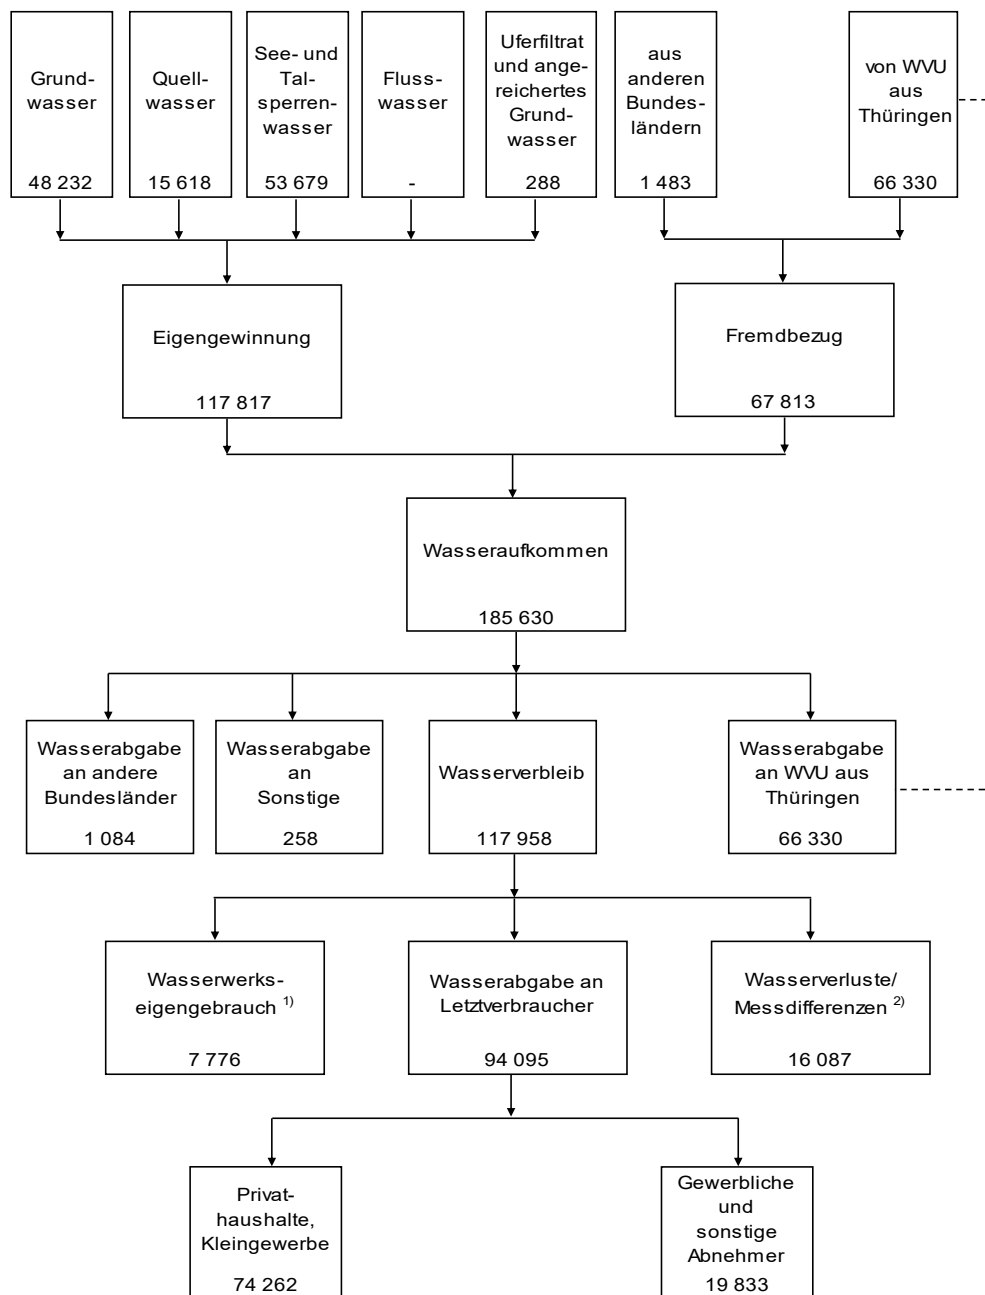 Grund-
wasser
48 232
Quell-
wasser
15 618
See- und
Tal-
sperren-
wasser
53 679
Fluss-
wasser
-
Uferfiltrat
und ange-
reichertes
Grund-
wasser
288
aus
anderen
Bundes-
ländern
1 483
von WVU
aus
Thüringen
66 330
Eigengewinnung
117 817
Fremdbezug
67 813
Wasseraufkommen
185 630
Wasserabgabe
an andere
Bundesländer
1 084
Wasserabgabe
an
Sonstige
258
Wasserverbleib
117 958
Wasserabgabe
an WVU aus
Thüringen
66 330
Wasserwerks-
eigengebrauch 1)
7 776
Wasserabgabe an
Letztverbraucher
94 095
Wasserverluste/
Messdifferenzen 2)
16 087
Privat-
haushalte,
Kleingewerbe
74 262
Gewerbliche
und
sonstige
Abnehmer
19 833